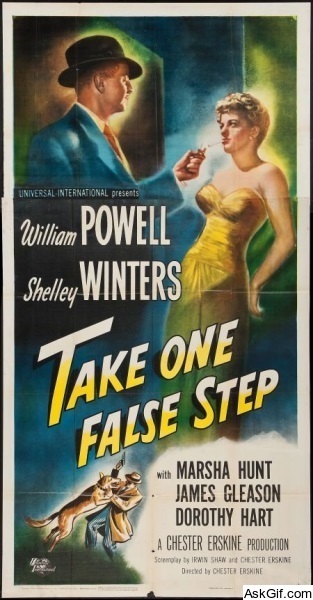 UNIVERSAL-INTERNATIONAL presents
William POWELL
Shelley WINTERS
TAKE ONE
FALSE STEP
with MARSHA HUNT
JAMES GLEASON
DOROTHY HART
A CHESTER ERSKINE PRODUCTION
Screenplay by IRWIN SHAW and CHESTER ERSKINE
Directed by CHESTER ERSKINE
AskGif.com